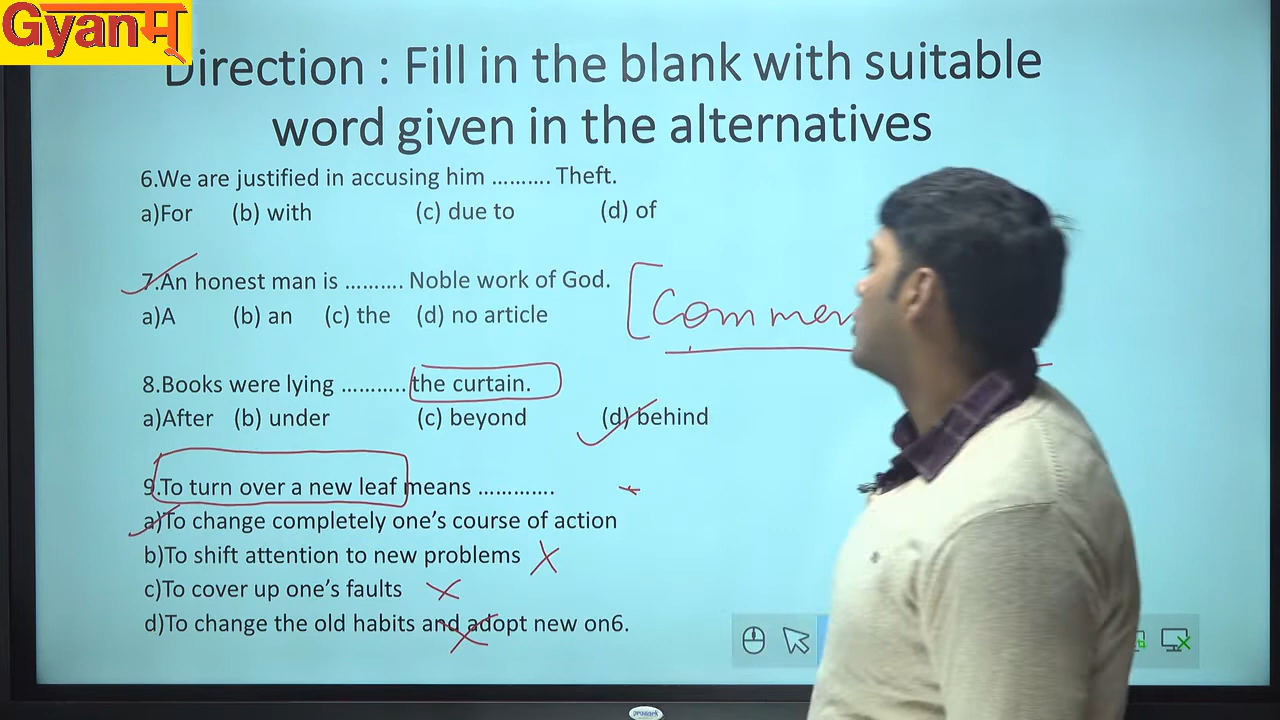 Gyanम्
Direction : Fill in the blank with suitable
word given in the alternatives
6.We are justified in accusing him .......... Theft.
a)For (b) with (c) due to (d) of
7.An honest man is .......... Noble work of God.
a)A (b) an (c) the (d) no article
8.Books were lying ........... the curtain.
a)After (b) under (c) beyond (d) behind
9.To turn over a new leaf means .............
a)To change completely one's course of action
b)To shift attention to new problems
c)To cover up one's faults
d)To change the old habits and adopt new on6.